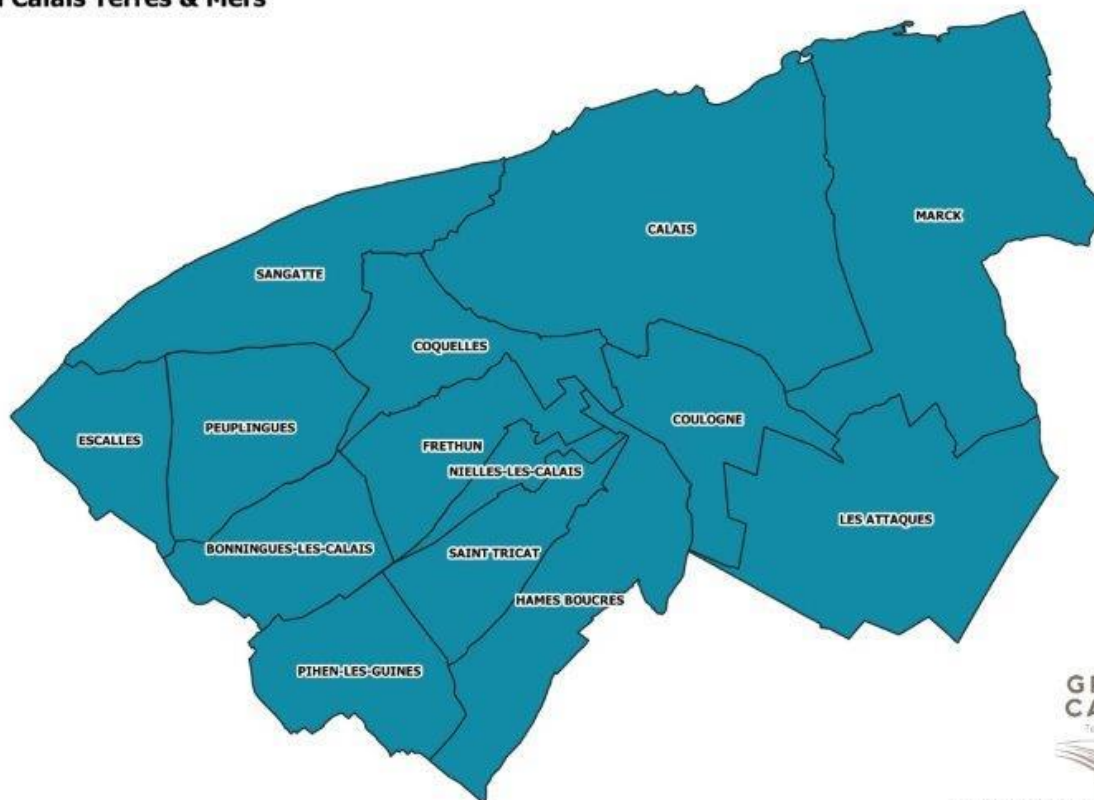 Calais Terres & Mers
MARCK
CALAIS
SANGATTE
COQUELLES
COULOGNE
PEUPLINGUES
ESCALLES
FRETHUN
NIELLES-LES-CALAIS
LES ATTAQUES
BONNINGUES-LES-CALAIS
SAINT TRICAT
HAMES BOUCRES
PIHEN-LES-GUINES